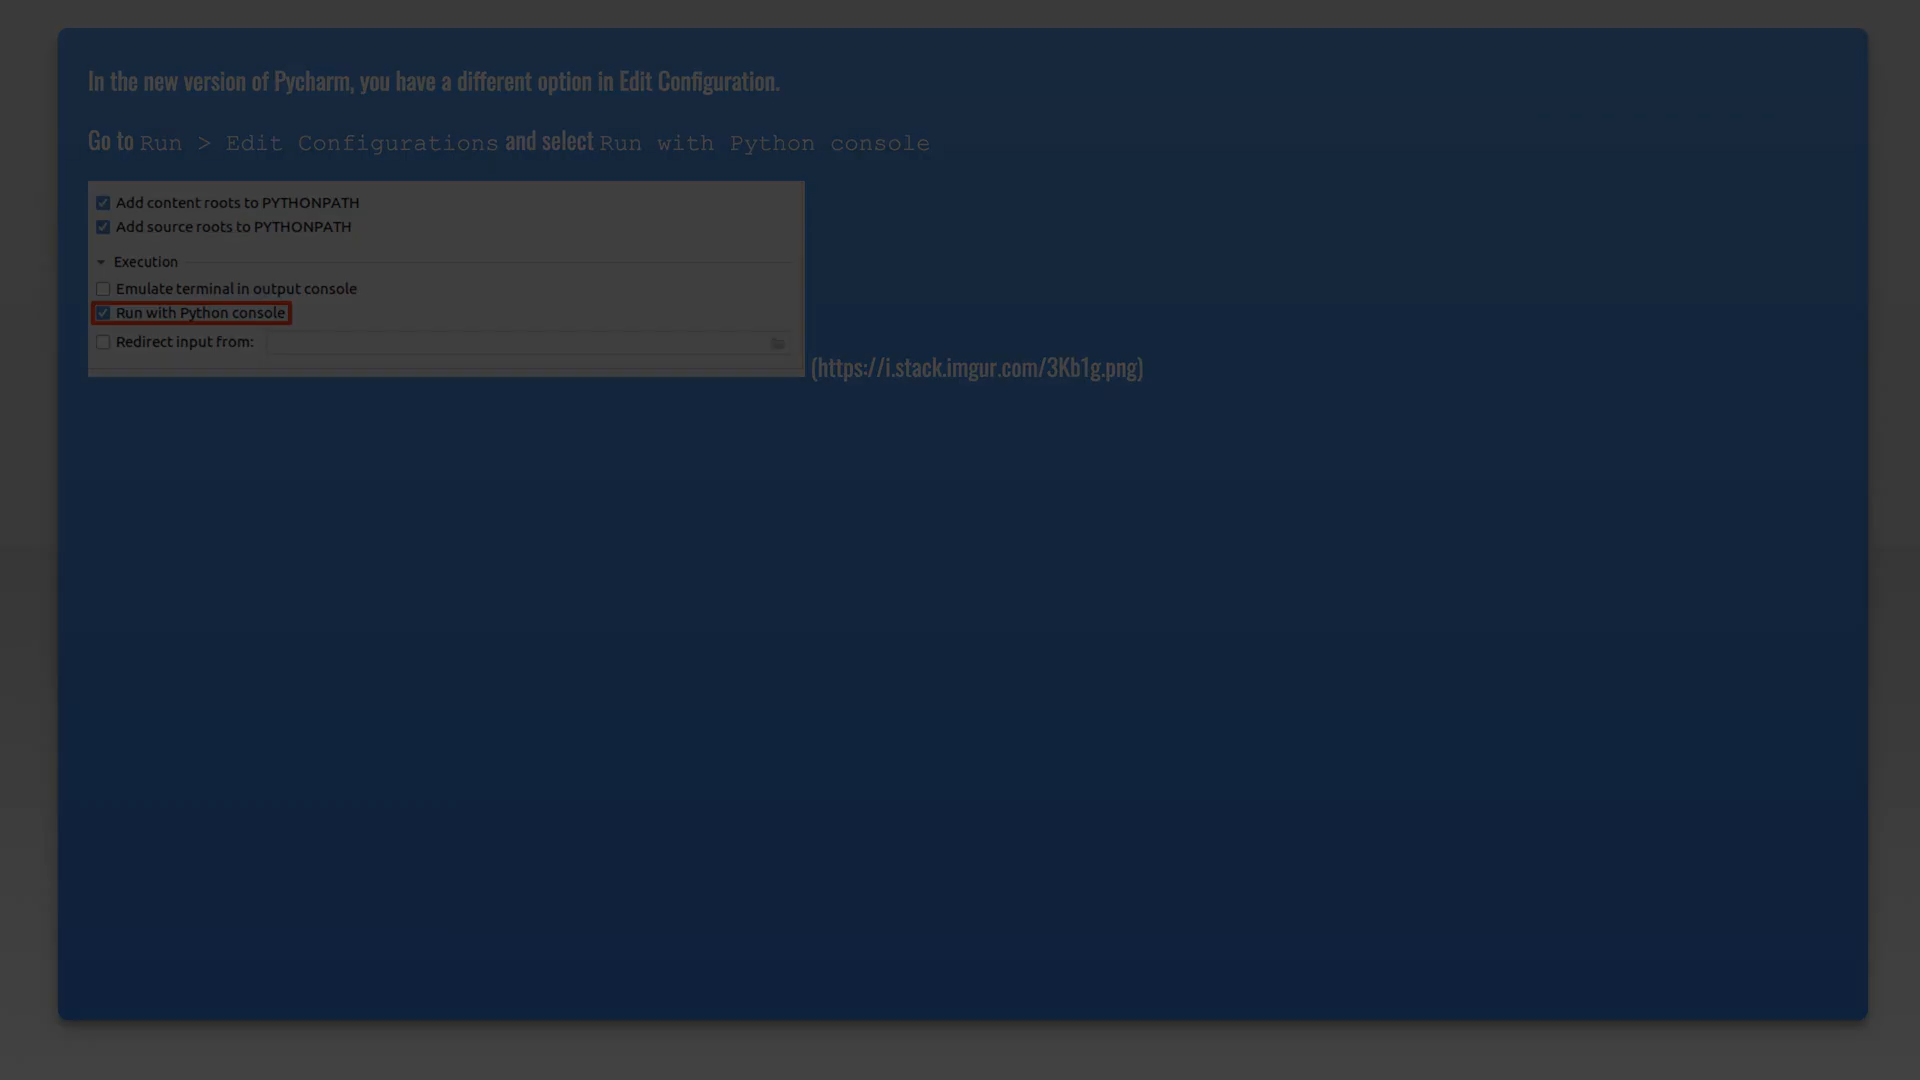 In the new version of Pycharm, you have a different option in Edit Configuration.
Go to Run > Edit Configurations and select Run with Python console
Add content roots to PYTHONPATH
Add source roots to PYTHONPATH
Execution
Emulate terminal in output console
Run with Python console
Redirect input from:
(https://i.stack.imgur.com/3Kb1g.png)